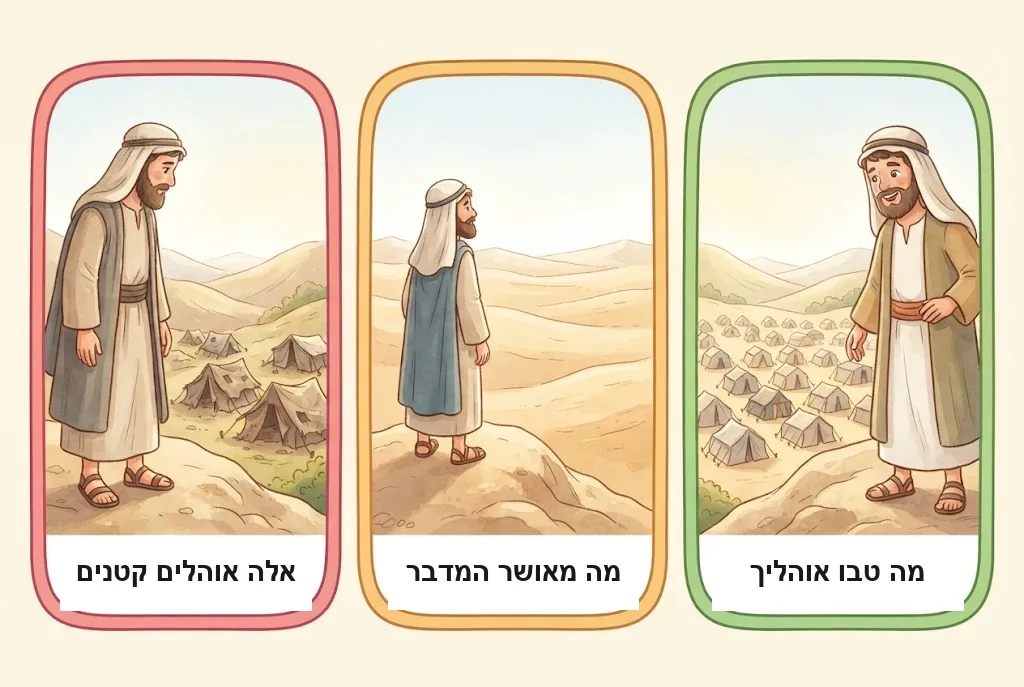 מה טבו אוהליך
מה מאושר המדבר
אלה אוהלים קטנים